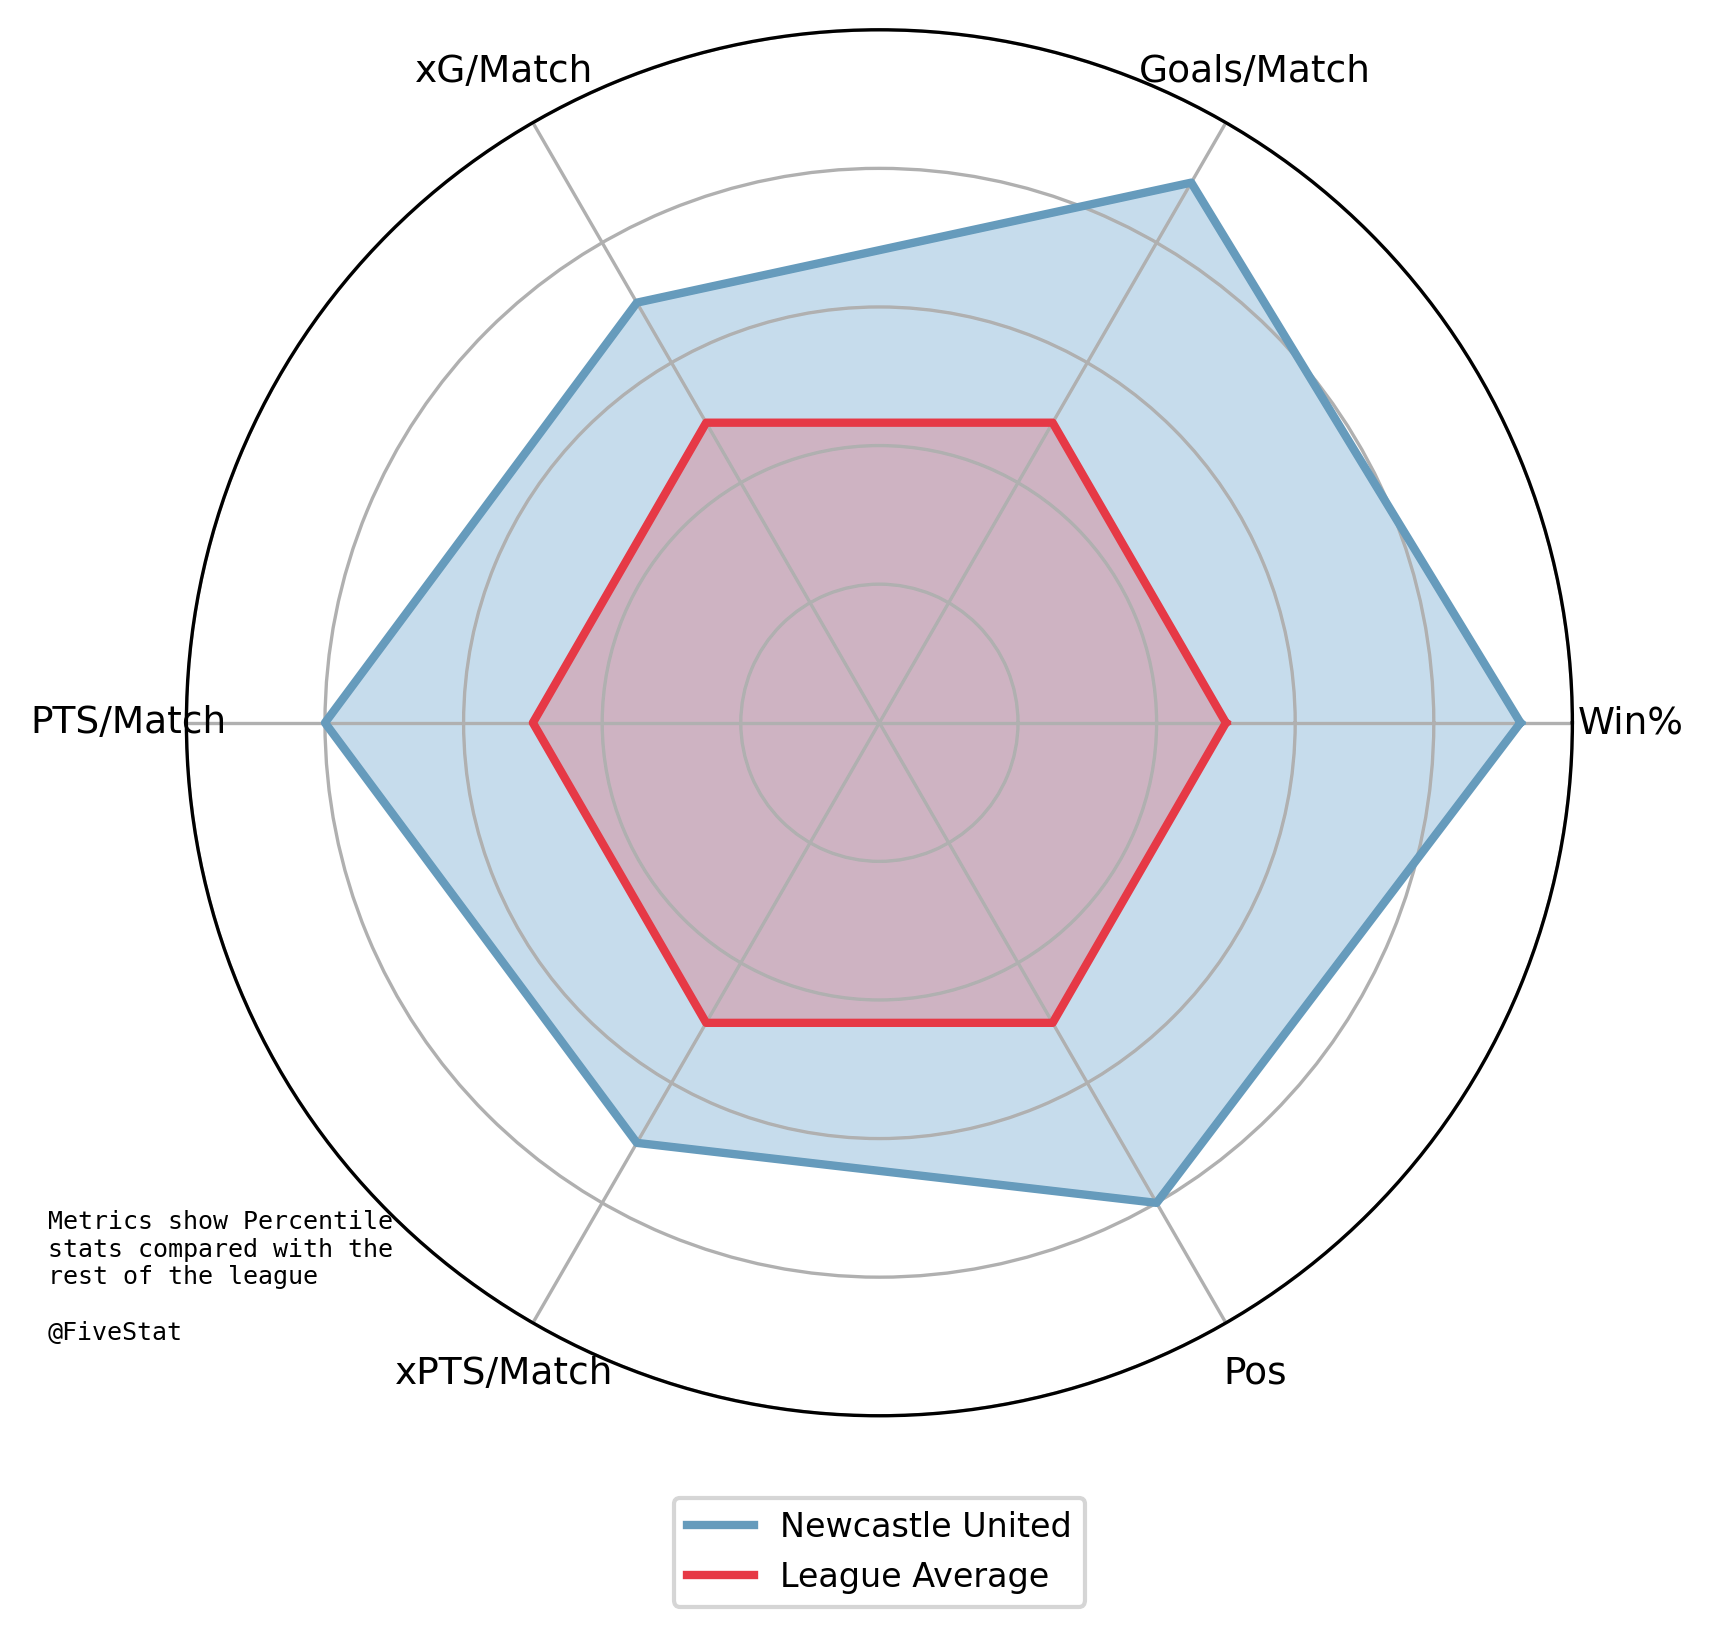 xG/Match
Goals/Match
PTS/Match
Win%
Metrics show Percentile
stats compared with the
rest of the league
@FiveStat
xPTS/Match
Pos
Newcastle United
League Average